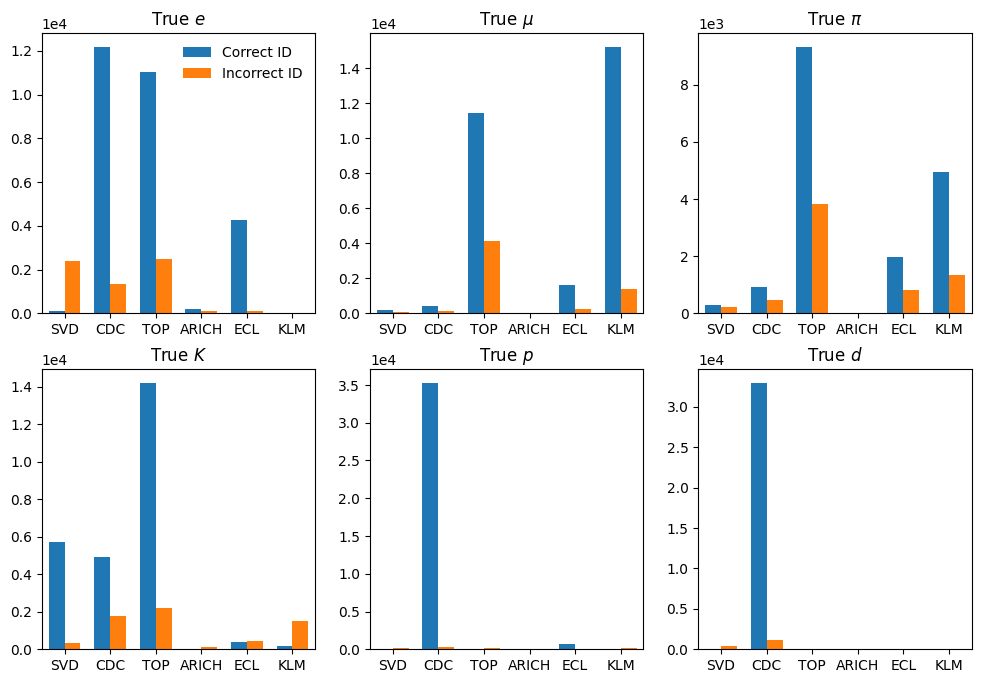 True e
1e4
Correct ID
Incorrect ID
1.2
1.0
0.8
0.6
0.4
0.2
0.0
SVD CDC TOP ARICH ECL KLM
True μ
1e4
1.4
1.2
1.0
0.8
0.6
0.4
0.2
0.0
SVD CDC TOP ARICH ECL KLM
True π
1e3
8
6
4
2
0
SVD CDC TOP ARICH ECL KLM
True K
1e4
1.4
1.2
1.0
0.8
0.6
0.4
0.2
0.0
SVD CDC TOP ARICH ECL KLM
True p
1e4
3.5
3.0
2.5
2.0
1.5
1.0
0.5
0.0
SVD CDC TOP ARICH ECL KLM
True d
1e4
3.0
2.5
2.0
1.5
1.0
0.5
0.0
SVD CDC TOP ARICH ECL KLM